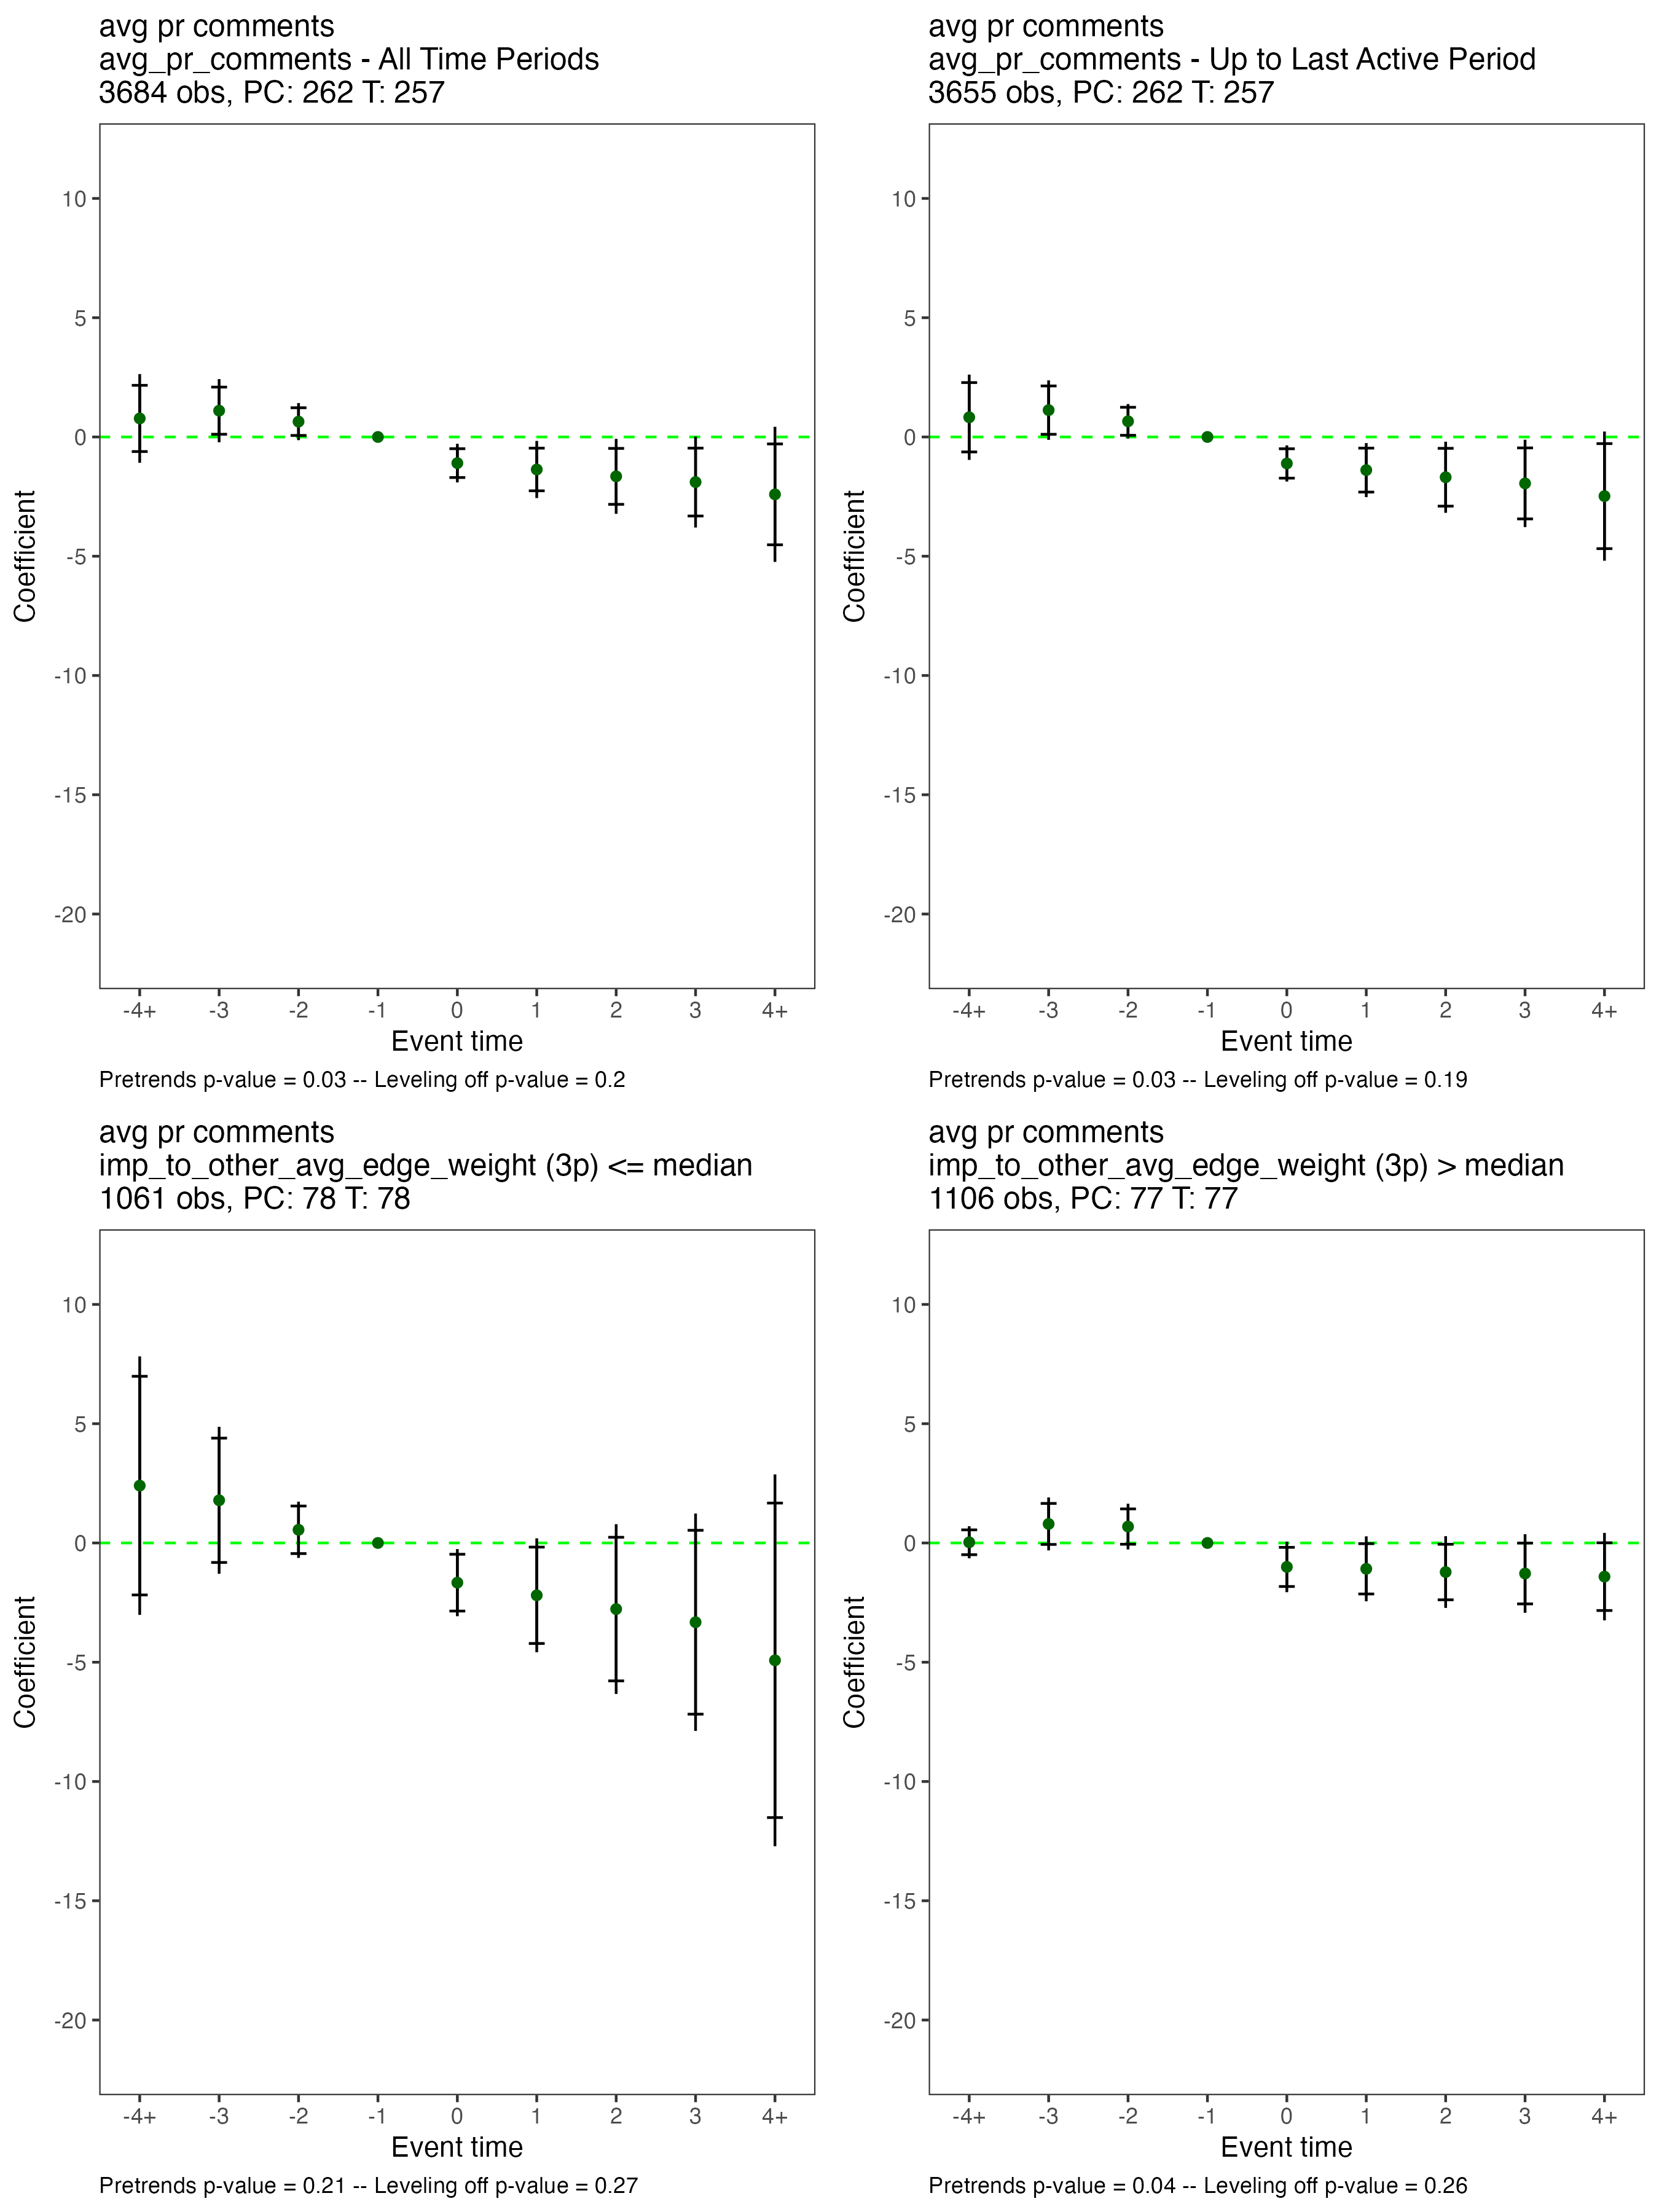 avg pr comments
avg_pr_comments - All Time Periods
3684 obs, PC: 262 T: 257
10
5
0
-5
-10
-15
-20
Coefficient
-4+ -3 -2 -1 0 1 2 3 4+
Event time
Pretrends p-value = 0.03 -- Leveling off p-value = 0.2
avg pr comments
avg_pr_comments - Up to Last Active Period
3655 obs, PC: 262 T: 257
10
5
0
-5
-10
-15
-20
Coefficient
-4+ -3 -2 -1 0 1 2 3 4+
Event time
Pretrends p-value = 0.03 -- Leveling off p-value = 0.19
avg pr comments
imp_to_other_avg_edge_weight (3p) <= median
1061 obs, PC: 78 T: 78
10
5
0
-5
-10
-15
-20
Coefficient
-4+ -3 -2 -1 0 1 2 3 4+
Event time
Pretrends p-value = 0.21 -- Leveling off p-value = 0.27
avg pr comments
imp_to_other_avg_edge_weight (3p) > median
1106 obs, PC: 77 T: 77
10
5
0
-5
-10
-15
-20
Coefficient
-4+ -3 -2 -1 0 1 2 3 4+
Event time
Pretrends p-value = 0.04 -- Leveling off p-value = 0.26